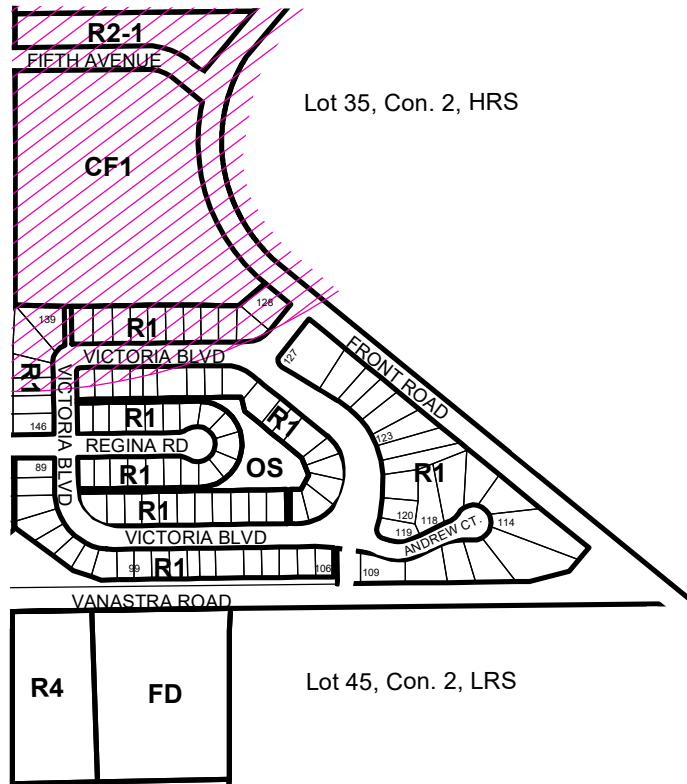 R2-1
FIFTH AVENUE
Lot 35, Con. 2, HRS
CF1
128
139
R1
VICTORIA BLVD
127
FRONT ROAD
R1
VICTORIA BLVD
146
R1
R1
REGINA RD
123
89
R1
OS
R1
R1
120
118
119
ANDREW CT.
114
VICTORIA BLVD
99
R1
106
109
VANASTRA ROAD
R4
FD
Lot 45, Con. 2, LRS